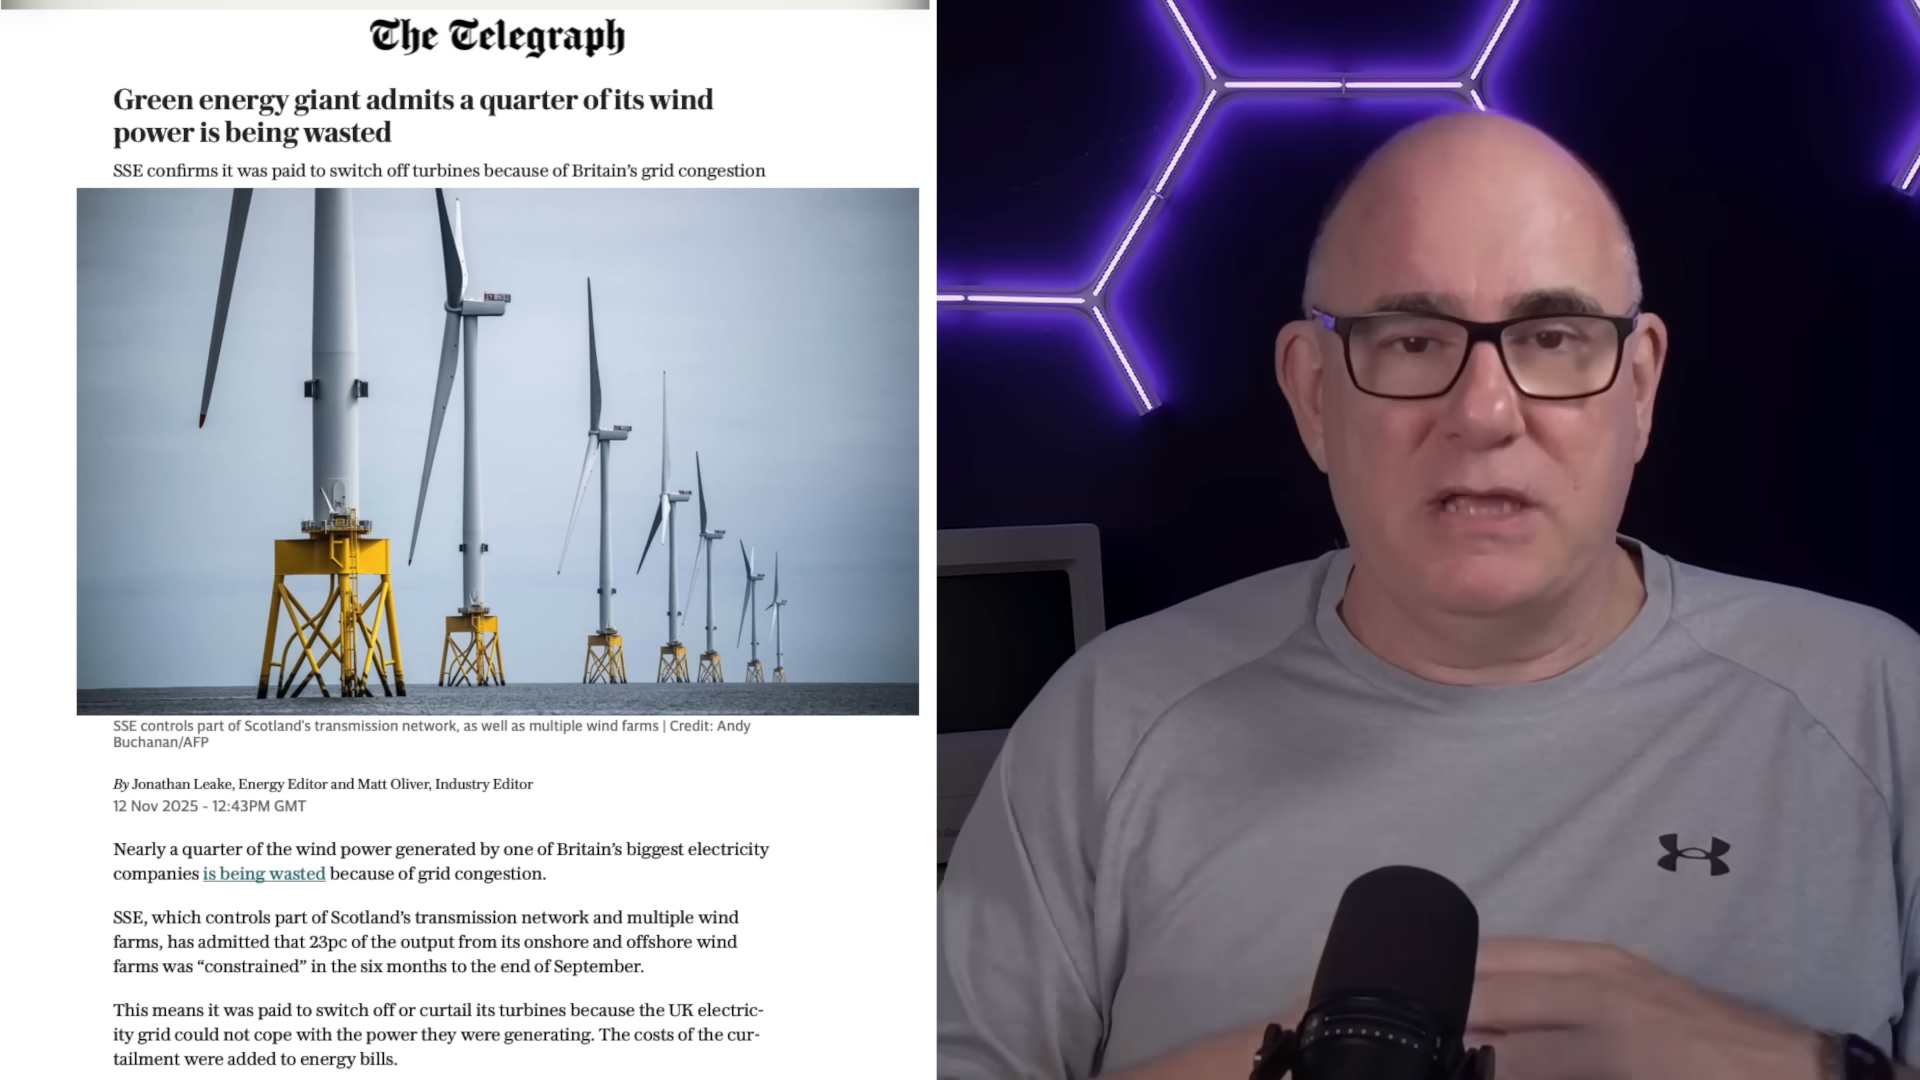 The Telegraph
Green energy giant admits a quarter of its wind
power is being wasted
SSE confirms it was paid to switch off turbines because of Britain's grid congestion
SSE controls part of Scotland's transmission network, as well as multiple wind farms | Credit: Andy
Buchanan/AFP
By Jonathan Leake, Energy Editor and Matt Oliver, Industry Editor
12 Nov 2025 - 12:43PM GMT
Nearly a quarter of the wind power generated by one of Britain's biggest electricity
companies is being wasted because of grid congestion.
SSE, which controls part of Scotland's transmission network and multiple wind
farms, has admitted that 23pc of the output from its onshore and offshore wind
farms was “constrained” in the six months to the end of September.
This means it was paid to switch off or curtail its turbines because the UK electric-
ity grid could not cope with the power they were generating. The costs of the cur-
tailment were added to energy bills.